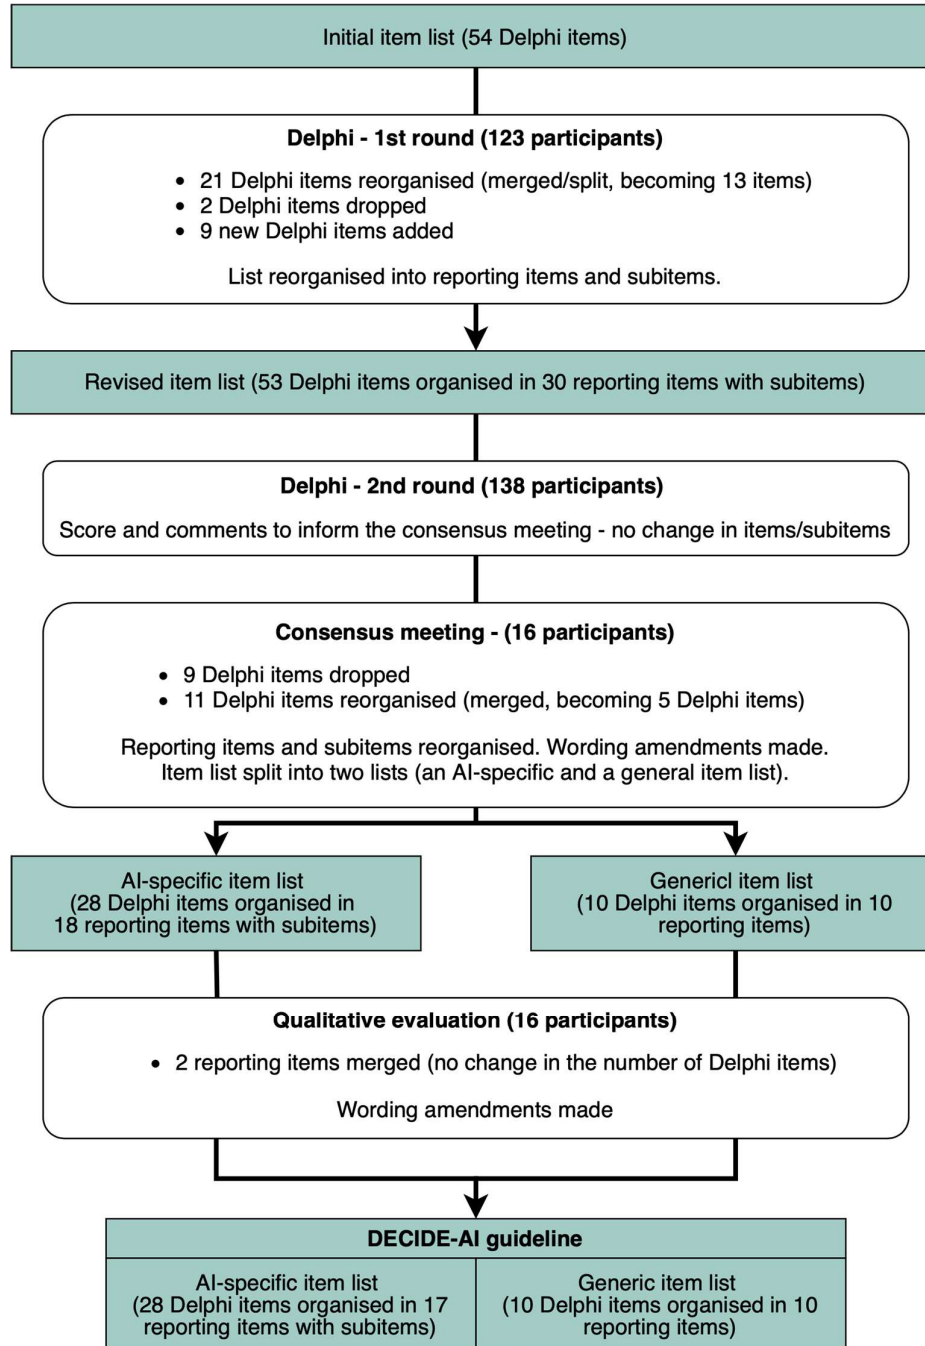 Initial item list (54 Delphi items)
Delphi - 1st round (123 participants)
• 21 Delphi items reorganised (merged/split, becoming 13 items)
• 2 Delphi items dropped
• 9 new Delphi items added
List reorganised into reporting items and subitems.
Revised item list (53 Delphi items organised in 30 reporting items with subitems)
Delphi - 2nd round (138 participants)
Score and comments to inform the consensus meeting - no change in items/subitems
Consensus meeting - (16 participants)
• 9 Delphi items dropped
• 11 Delphi items reorganised (merged, becoming 5 Delphi items)
Reporting items and subitems reorganised. Wording amendments made.
Item list split into two lists (an AI-specific and a general item list).
AI-specific item list
(28 Delphi items organised in
18 reporting items with subitems)
Genericl item list
(10 Delphi items organised in 10
reporting items)
Qualitative evaluation (16 participants)
• 2 reporting items merged (no change in the number of Delphi items)
Wording amendments made
DECIDE-AI guideline
AI-specific item list
(28 Delphi items organised in 17
reporting items with subitems)
Generic item list
(10 Delphi items organised in 10
reporting items)